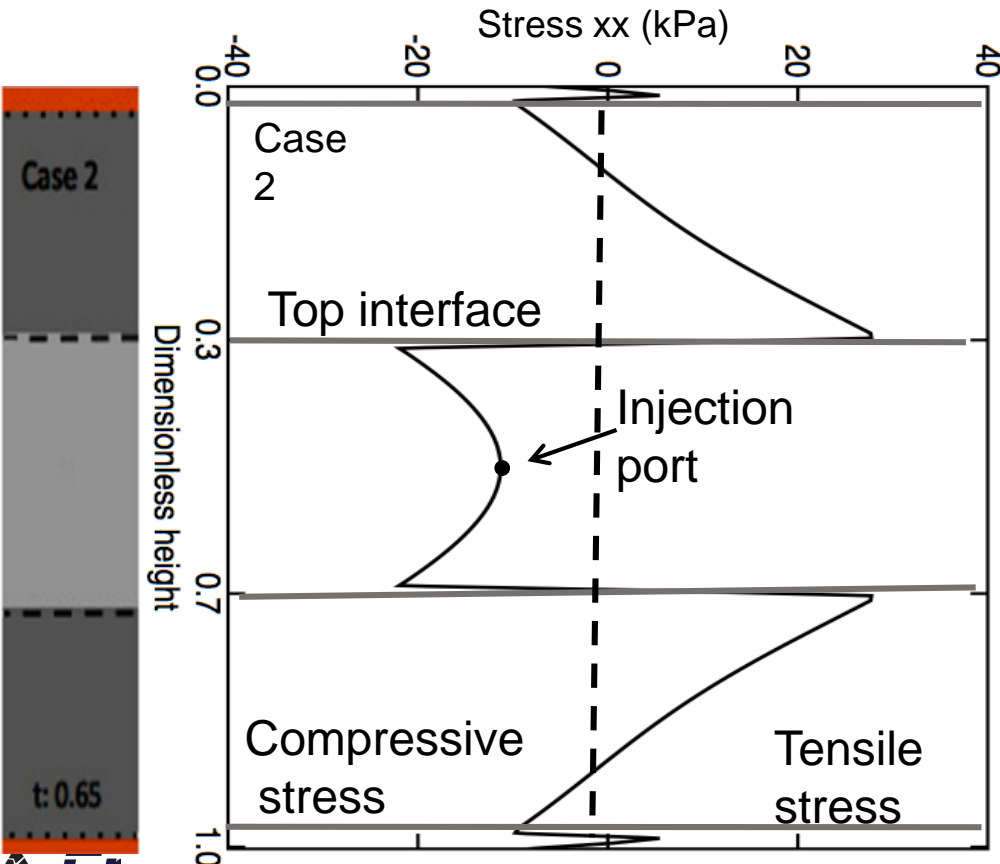 Stress xx (kPa)
-40
-20
0
20
40
0.0
0.3
0.7
1.0
Dimensionless height
Case 2
t: 0.65
Case
2
Top interface
Injection
port
Compressive
stress
Tensile
stress